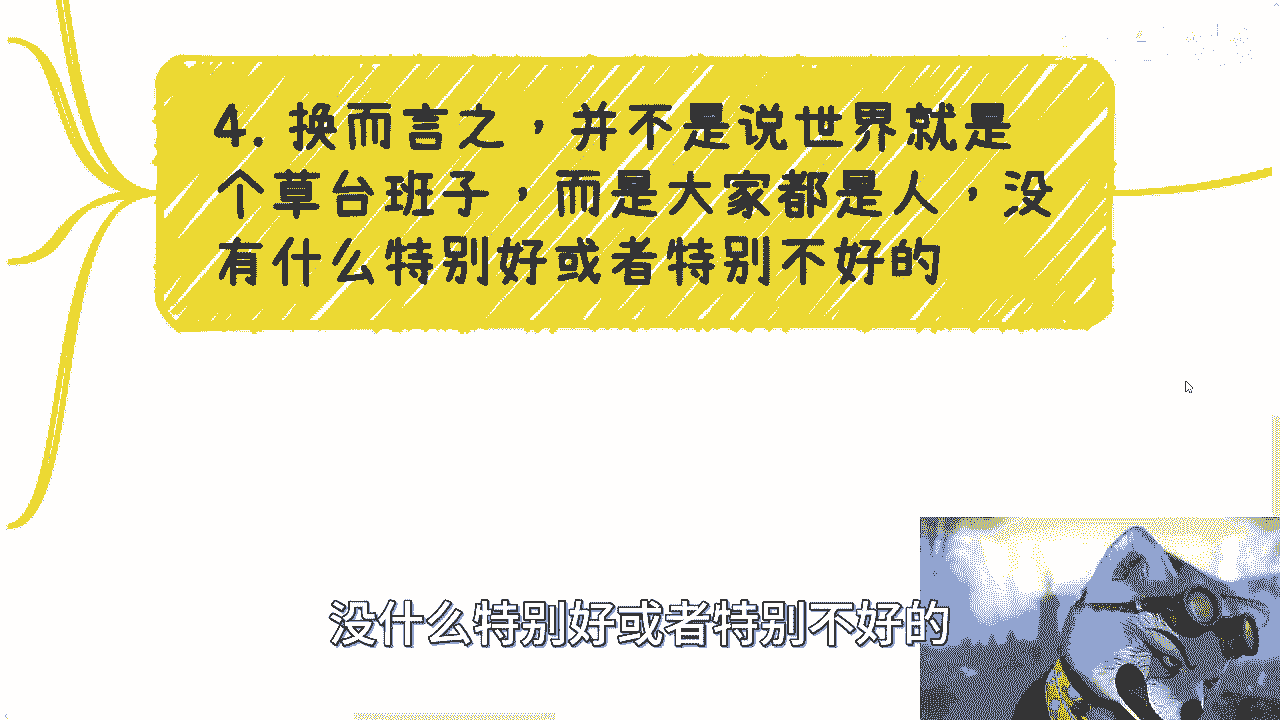 4. 换而言之，并不是说世界就是
个草台班子，而是大家都是人，没
有什么特别好或者特别不好的
没什么特别好或者特别不好的